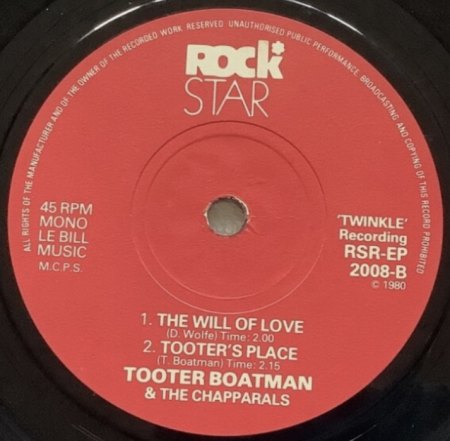 ALL RIGHTS OF THE MANUFACTURER AND OF THE OWNER OF THE RECORDED WORK RESERVED UNAUTHORISED PUBLIC PERFORMANCE BROADCASTING AND COPYING OF THIS RECORD PROHIBITED
ROCK
STAR
45 RPM
MONO
LE BILL
MUSIC
M.C.P.S.
'TWINKLE'
Recording
RSR-EP
2008-B
© 1980
1. THE WILL OF LOVE
(D. Wolfe) Time: 2.00
2. TOOTER'S PLACE
(T. Boatman) Time: 2.15
TOOTER BOATMAN
& THE CHAPPARALS